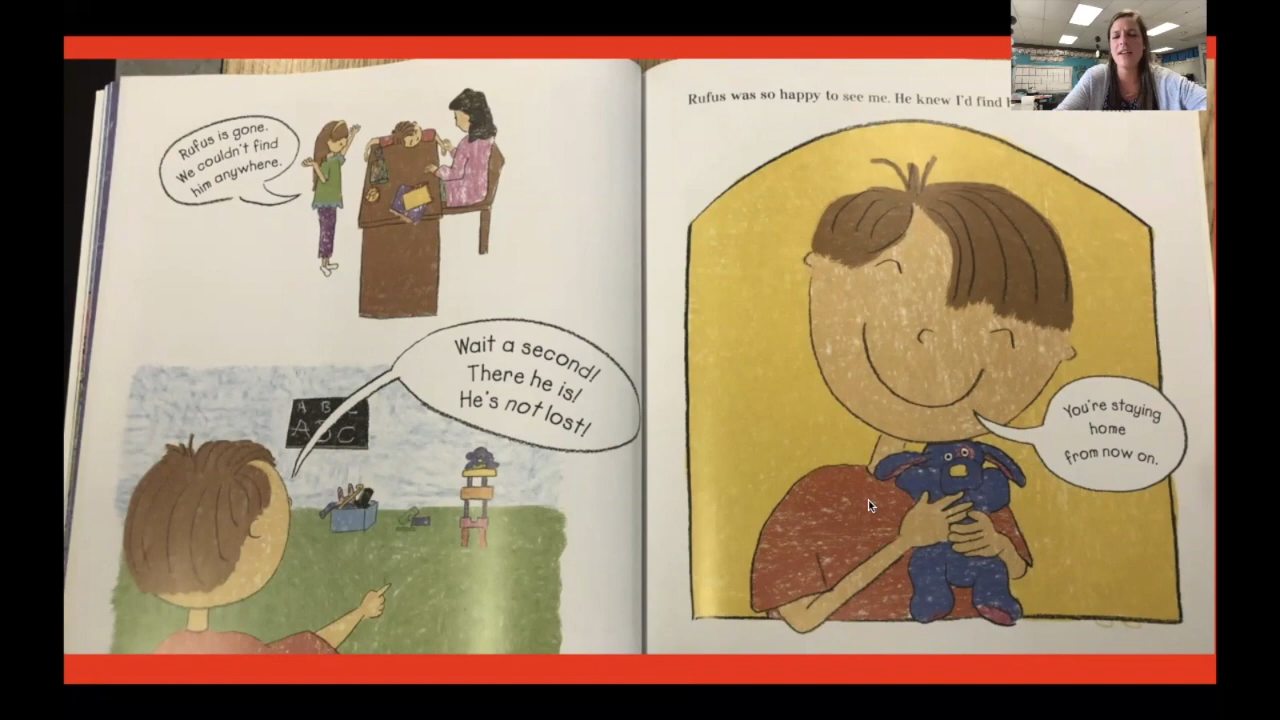 Rufus is gone.
We couldn't find
him anywhere.
Wait a second!
There he is!
He's not lost!
A B
ABC
Rufus was so happy to see me. He knew I'd find
You're staying
home
from now on.